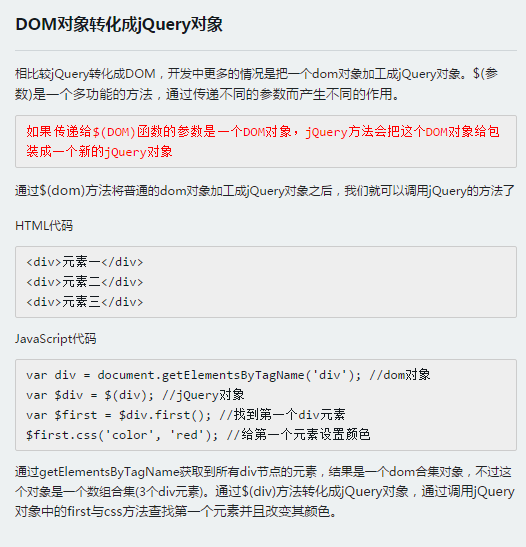 DOM对象转化成jQuery对象
相比较jQuery转化成DOM，开发中更多的情况是把一个dom对象加工成jQuery对象。$(参
数)是一个多功能的方法，通过传递不同的参数而产生不同的作用。
如果传递给$(DOM)函数的参数是一个DOM对象，jQuery方法会把这个DOM对象给包
装成一个新的jQuery对象
通过$(dom)方法将普通的dom对象加工成jQuery对象之后，我们就可以调用jQuery的方法了
HTML代码
<div>元素一</div>
<div>元素二</div>
<div>元素三</div>
JavaScript代码
var div = document.getElementsByTagName('div'); //dom对象
var $div = $(div); //jQuery对象
var $first = $div.first(); //找到第一个div元素
$first.css('color', 'red'); //给第一个元素设置颜色
通过getElementsByTagName获取到所有div节点的元素，结果是一个dom合集对象，不过这
个对象是一个数组合集(3个div元素)。通过$(div)方法转化成jQuery对象，通过调用jQuery
对象中的first与css方法查找第一个元素并且改变其颜色。